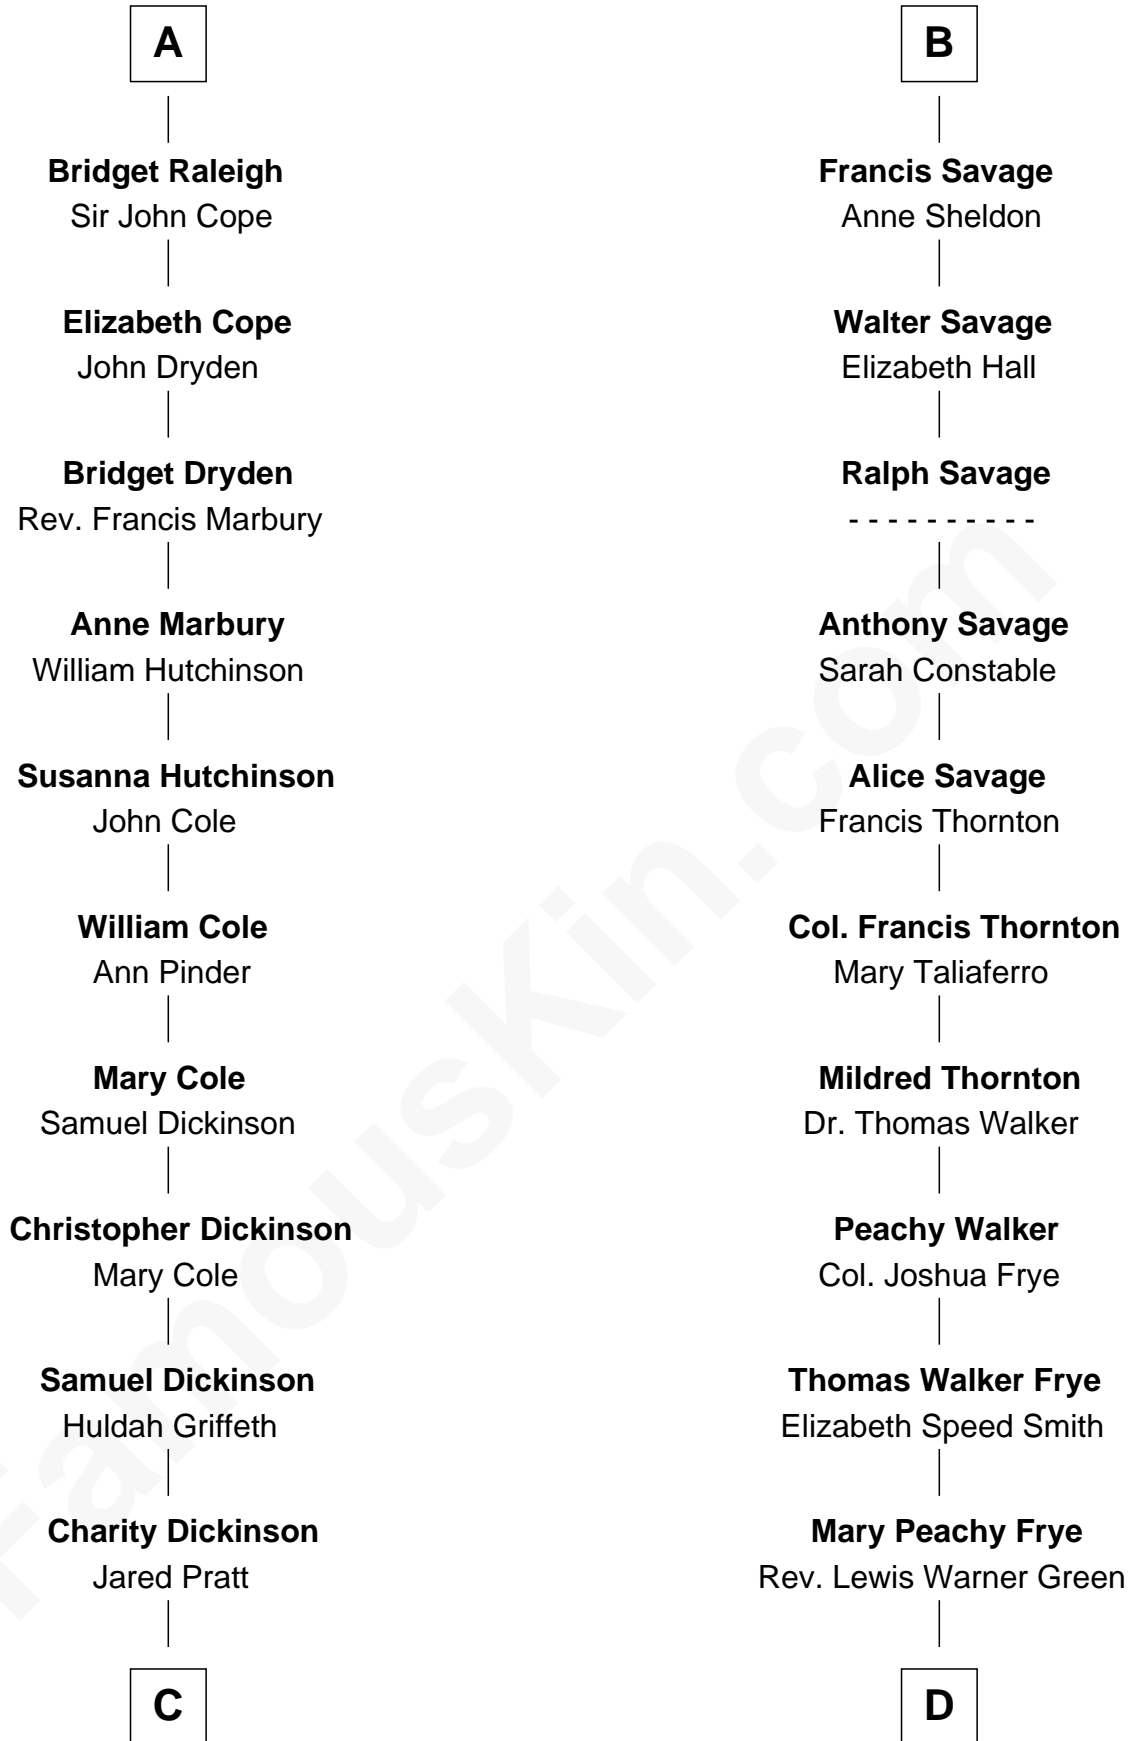 A
Bridget Raleigh
Sir John Cope
Elizabeth Cope
John Dryden
Bridget Dryden
Rev. Francis Marbury
Anne Marbury
William Hutchinson
Susanna Hutchinson
John Cole
William Cole
Ann Pinder
Mary Cole
Samuel Dickinson
Christopher Dickinson
Mary Cole
Samuel Dickinson
Huldah Griffeth
Charity Dickinson
Jared Pratt
C
B
Francis Savage
Anne Sheldon
Walter Savage
Elizabeth Hall
Ralph Savage
- - - - - - - - - -
Anthony Savage
Sarah Constable
Alice Savage
Francis Thornton
Col. Francis Thornton
Mary Taliaferro
Mildred Thornton
Dr. Thomas Walker
Peachy Walker
Col. Joshua Frye
Thomas Walker Frye
Elizabeth Speed Smith
Mary Peachy Frye
Rev. Lewis Warner Green
D
FamousKin.com